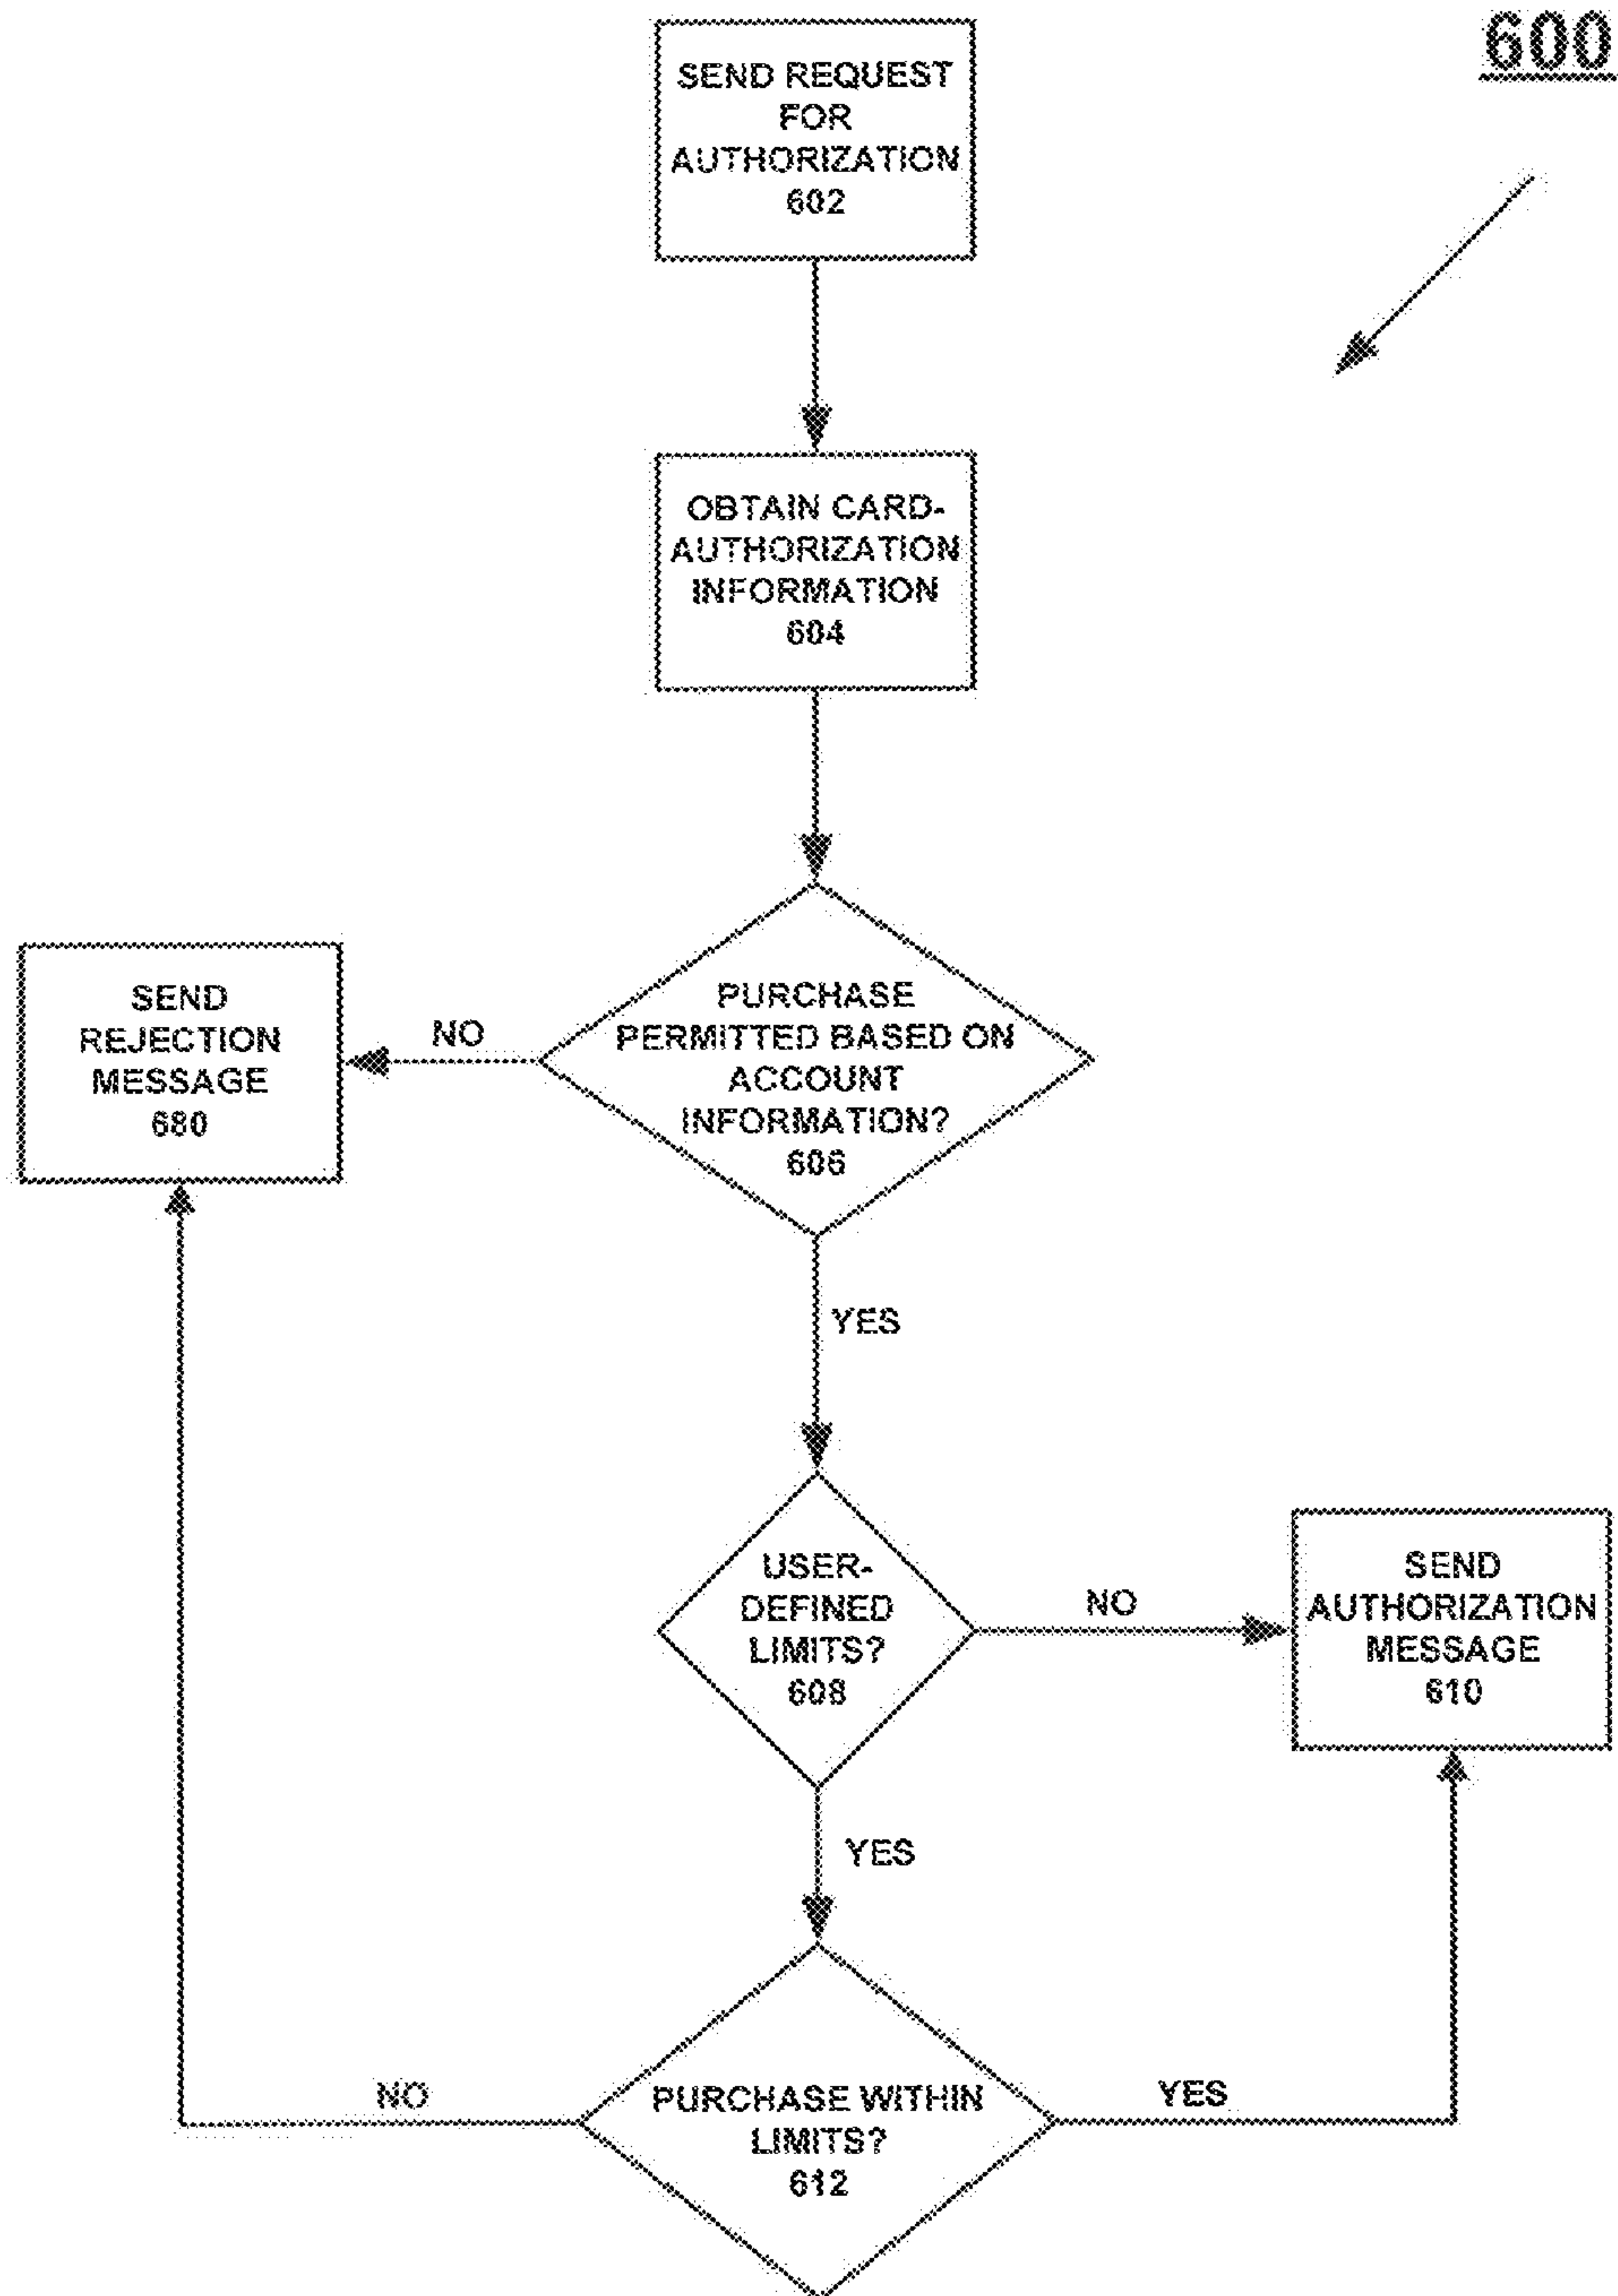 600
SEND REQUEST
FOR
AUTHORIZATION
602
OBTAIN CARD-
AUTHORIZATION
INFORMATION
604
PURCHASE
PERMITTED BASED ON
ACCOUNT
INFORMATION?
606
NO
SEND
REJECTION
MESSAGE
680
YES
USER-
DEFINED
LIMITS?
608
NO
SEND
AUTHORIZATION
MESSAGE
610
YES
PURCHASE WITHIN
LIMITS?
612
NO
YES